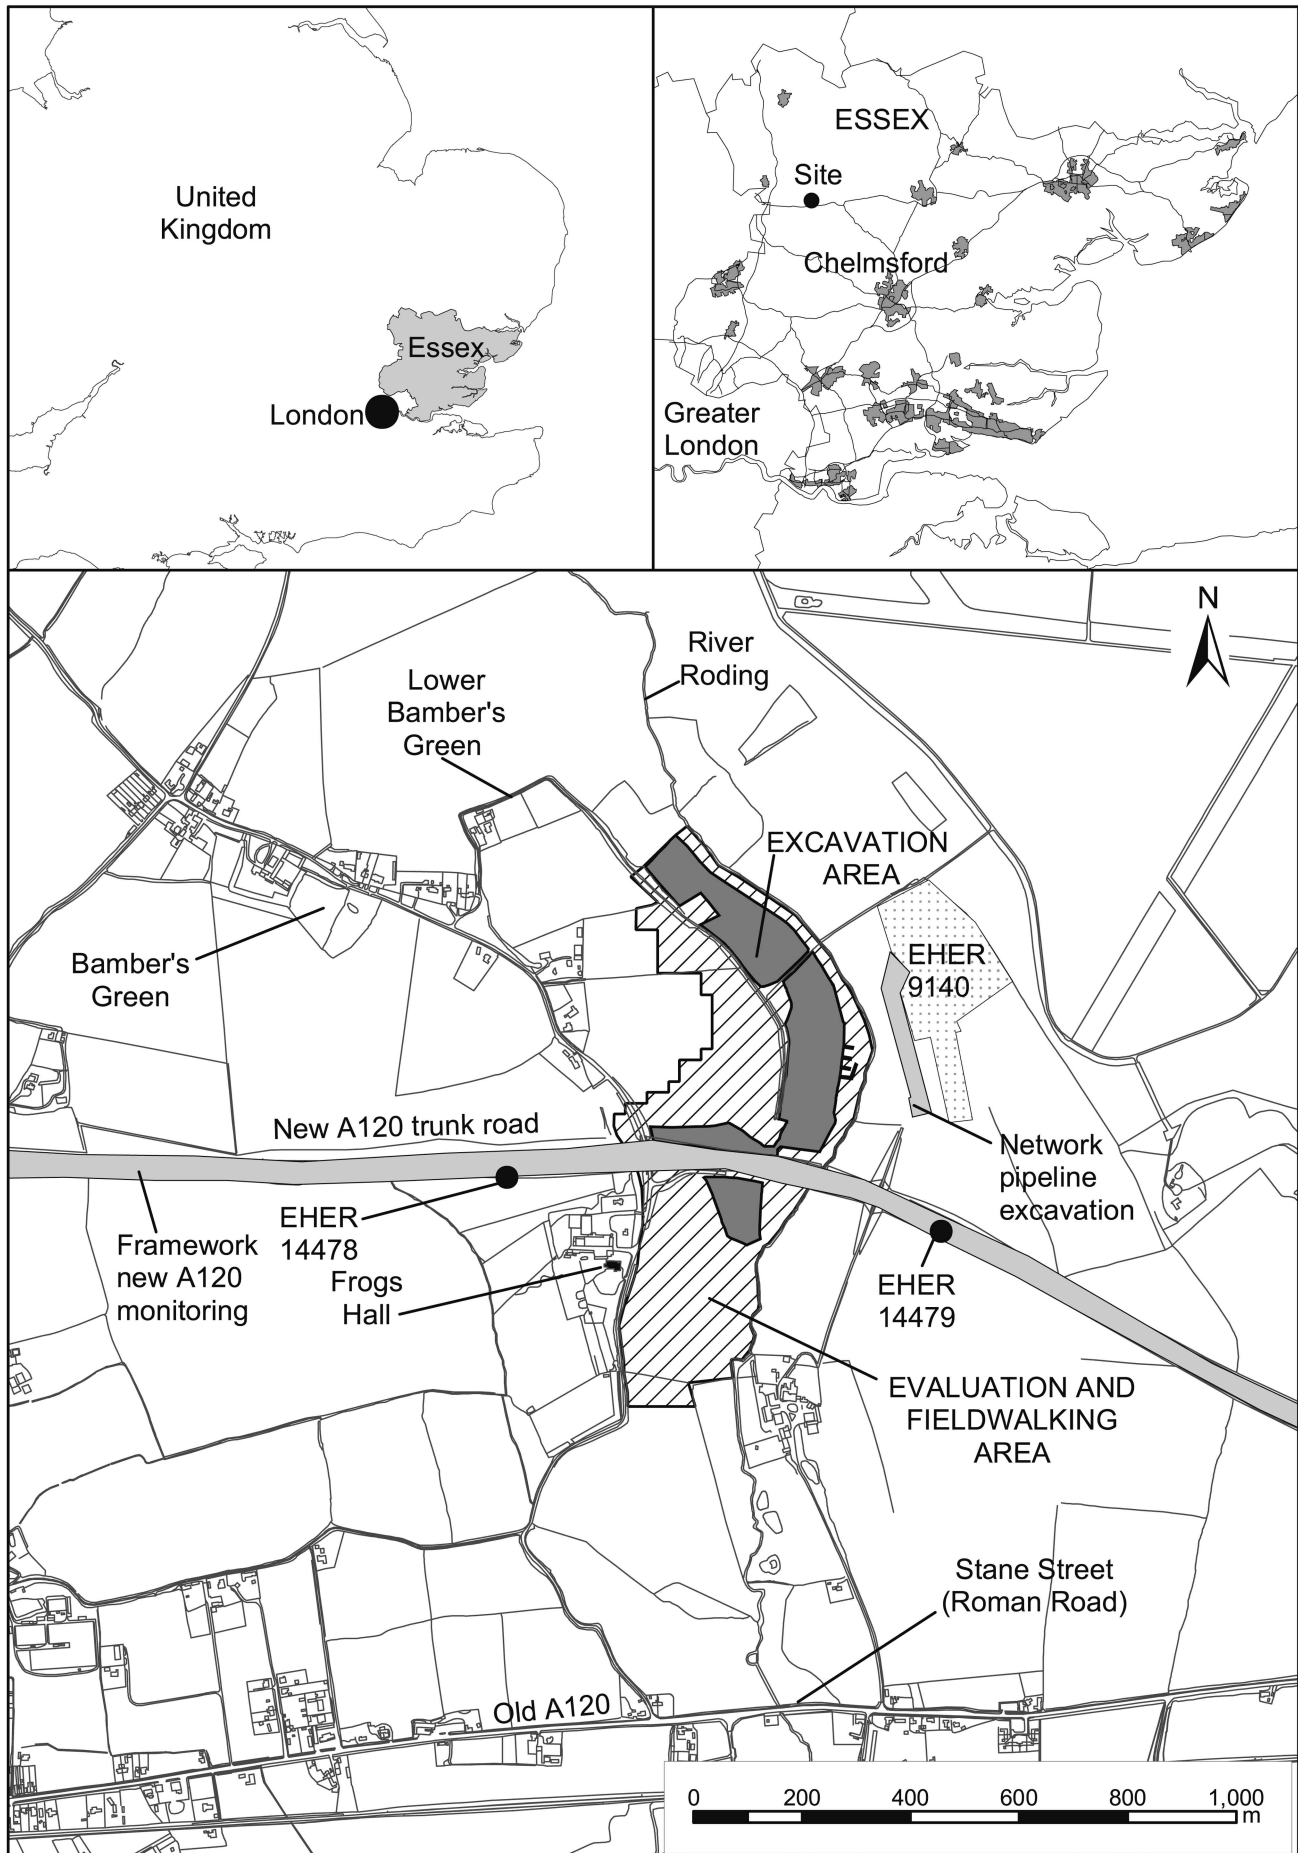 United
Kingdom
Essex
London
ESSEX
Site
Chelmsford
Greater
London
N
River
Roding
Lower
Bamber's
Green
EXCAVATION
AREA
EHER
9140
Bamber's
Green
New A120 trunk road
Network
pipeline
excavation
EHER
14478
Framework
new A120
monitoring
Frogs
Hall
EHER
14479
EVALUATION AND
FIELDWALKING
AREA
Stane Street
(Roman Road)
Old A120
0 200 400 600 800 1,000
m